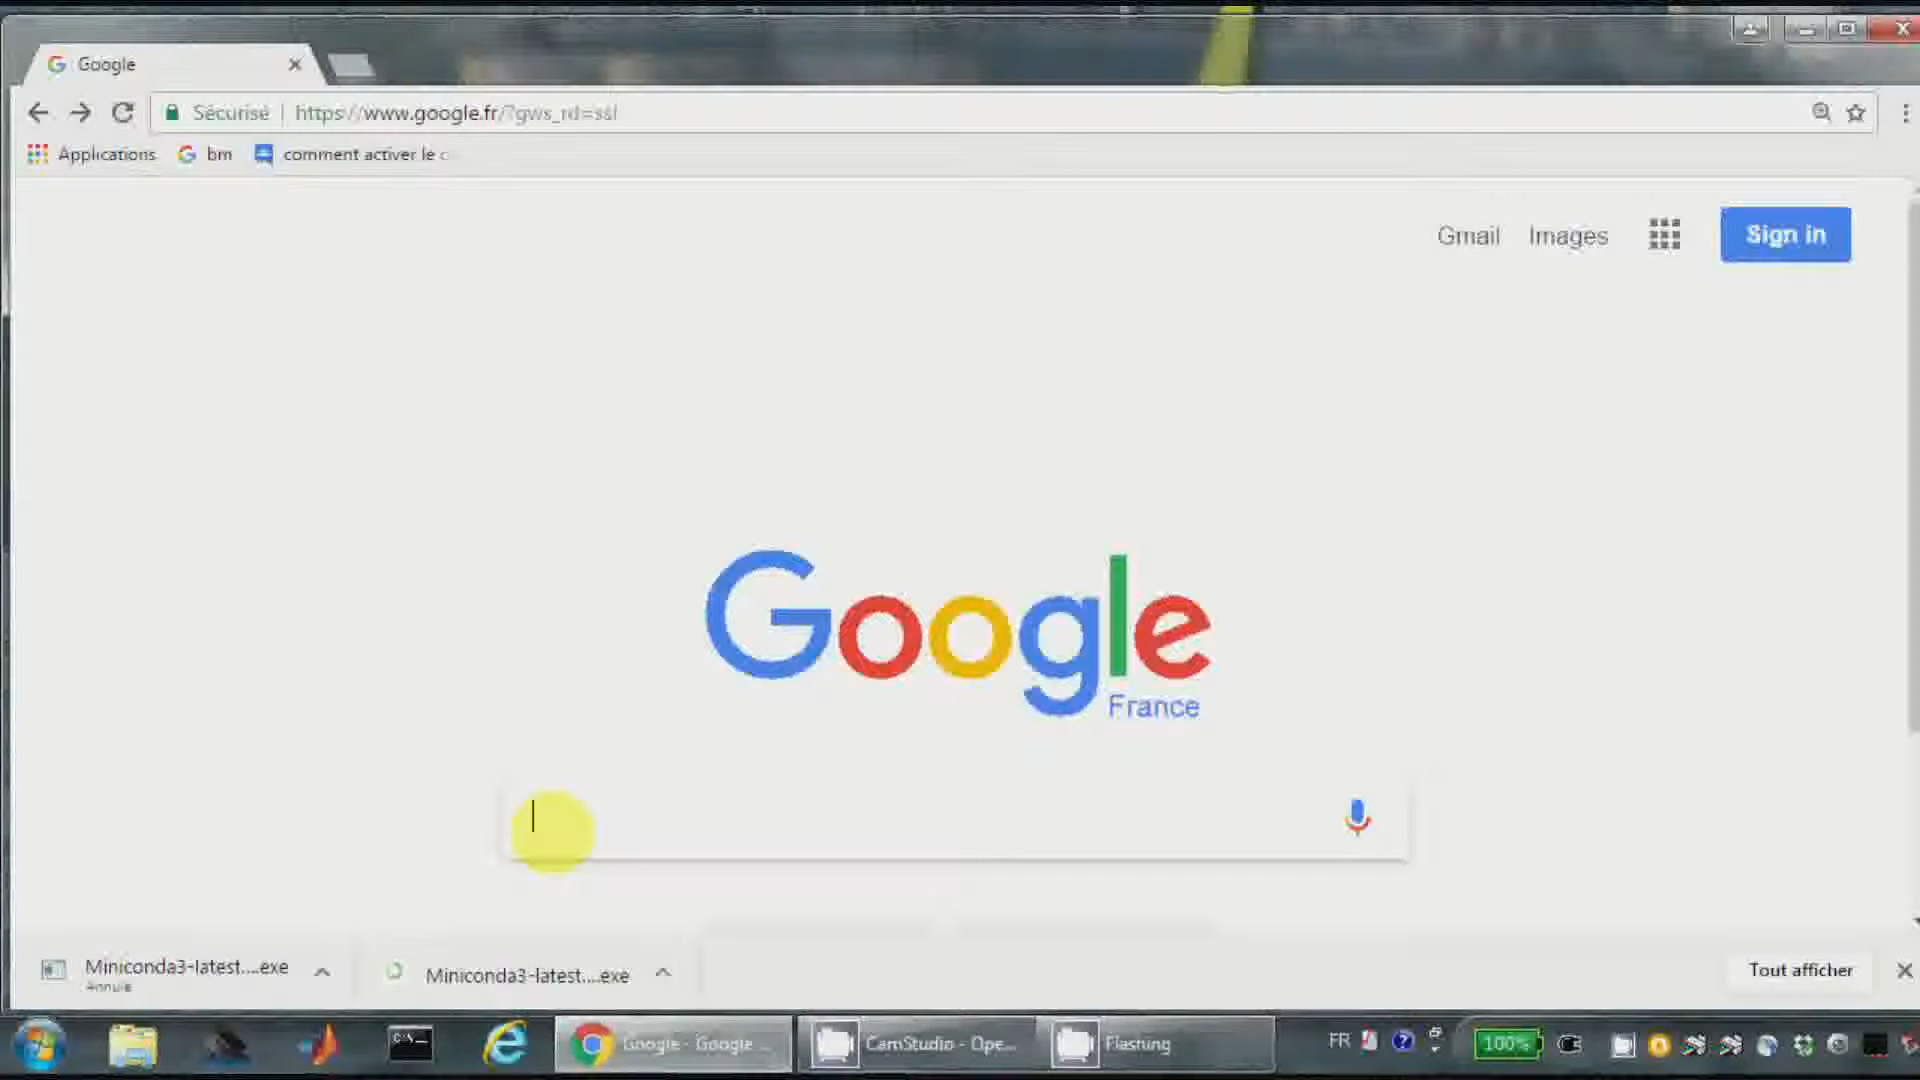 Google
Sécurisé | https://www.google.fr/?gws_rd=ssl
Applications bm comment activer le c
Gmail Images Sign in
Google
France
Miniconda3-latest....exe
Annulé
Miniconda3-latest....exe
Tout afficher
Google - Google ...
CamStudio - Ope...
Flashing
FR
100%